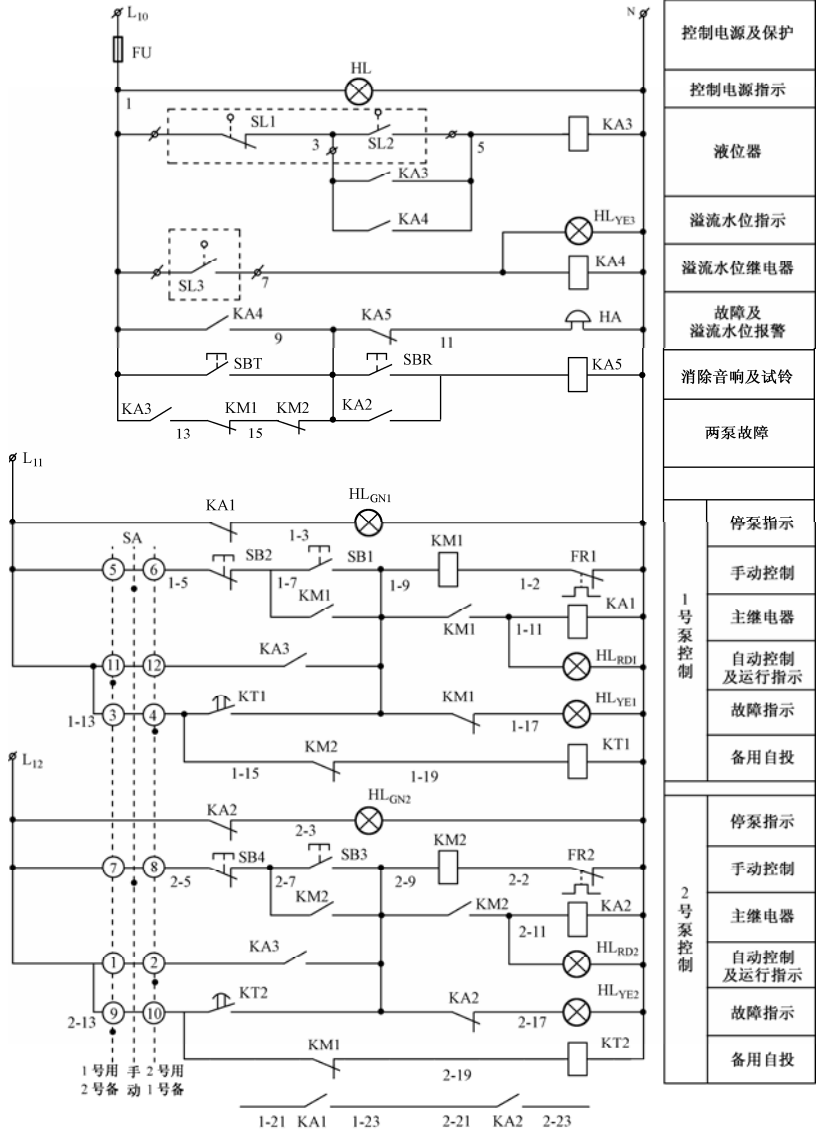 L10
N
控制电源及保护
FU
HL
1
控制电源指示
SL1
3
SL2
5
KA3
液位器
KA3
KA4
HLYE3
溢流水位指示
SL3
7
KA4
溢流水位继电器
KA4
9
KA5
11
HA
故障及
溢流水位报警
SBT
SBR
KA5
消除音响及试铃
KA3
13
KM1
15
KM2
KA2
两泵故障
L11
KA1
1-3
HLGN1
停泵指示
SA
5
6
1-5
SB2
1-7
SB1
1-9
KM1
1-2
FR1
手动控制
KM1
KM1
1-11
KA1
主继电器
1号泵控制
11
12
KA3
HLRD1
自动控制
及运行指示
1-13
3
4
KT1
KM1
1-17
HLYE1
故障指示
1-15
KM2
1-19
KT1
备用自投
L12
KA2
2-3
HLGN2
停泵指示
7
8
2-5
SB4
2-7
SB3
2-9
KM2
2-2
FR2
手动控制
KM2
KM2
2-11
KA2
主继电器
2号泵控制
1
2
KA3
HLRD2
自动控制
及运行指示
2-13
9
10
KT2
KA2
2-17
HLYE2
故障指示
KM1
2-19
KT2
备用自投
1号用 手 2号用
2号备 动 1号备
1-21 KA1 1-23 2-21 KA2 2-23